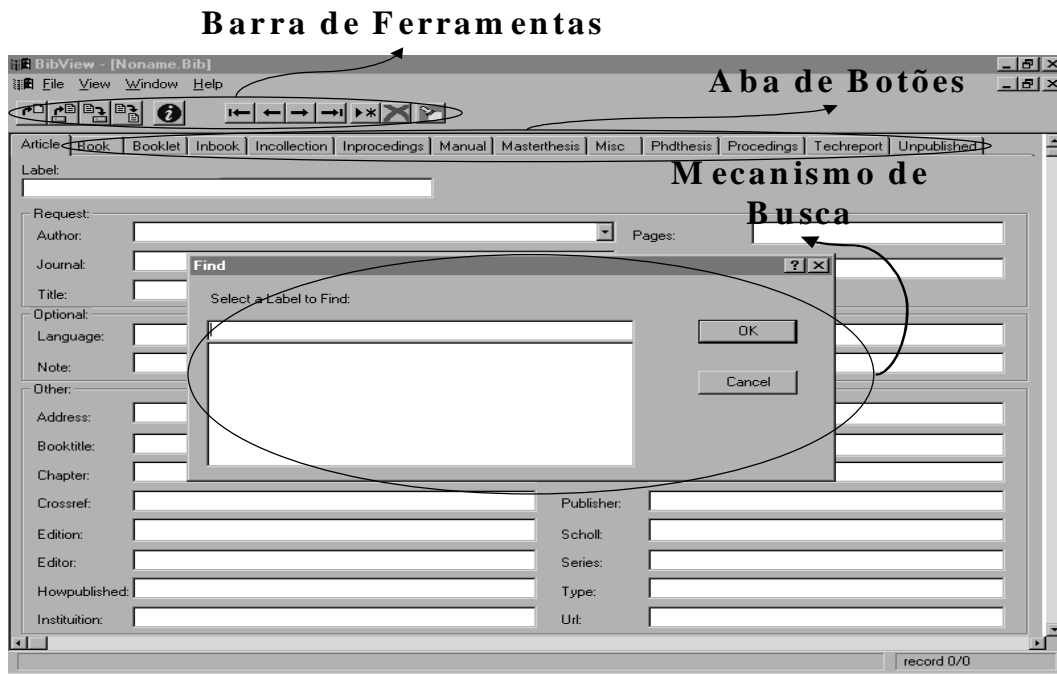 Barra de Ferramentas
BibView - [Noname.Bib]
File View Window Help
Aba de Botões
Article Book Booklet Inbook Incollection Inprocedings Manual Masterthesis Misc Phdthesis Procedings Techreport Unpublished
Label:
Mecanismo de
Busca
Request:
Author:
Pages:
Journal:
Title:
Find
Select a Label to Find:
OK
Cancel
Optional:
Language:
Note:
Other:
Address:
Booktitle:
Chapter:
Crossref:
Publisher:
Edition:
Scholl:
Editor:
Series:
Howpublished:
Type:
Instituition:
Url:
record 0/0